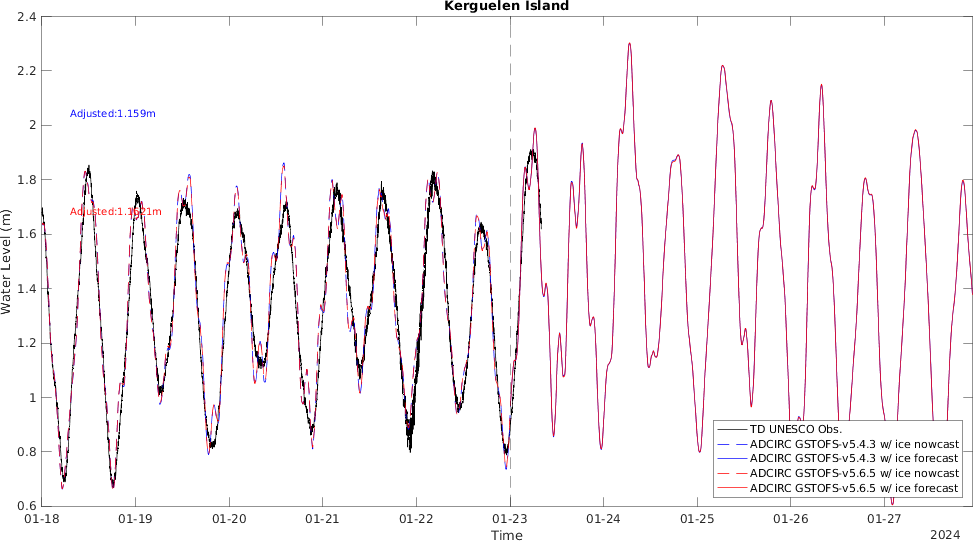 Kerguelen Island
2.4
2.2
2
1.8
1.6
1.4
1.2
1
0.8
0.6
Water Level (m)
Adjusted:1.159m
01-18
01-19
01-20
01-21
01-22
01-23
01-24
01-25
01-26
01-27
Time
2024
TD UNESCO Obs.
ADCIRC GSTOFS-v5.4.3 w/ ice nowcast
ADCIRC GSTOFS-v5.4.3 w/ ice forecast
ADCIRC GSTOFS-v5.6.5 w/ ice nowcast
ADCIRC GSTOFS-v5.6.5 w/ ice forecast